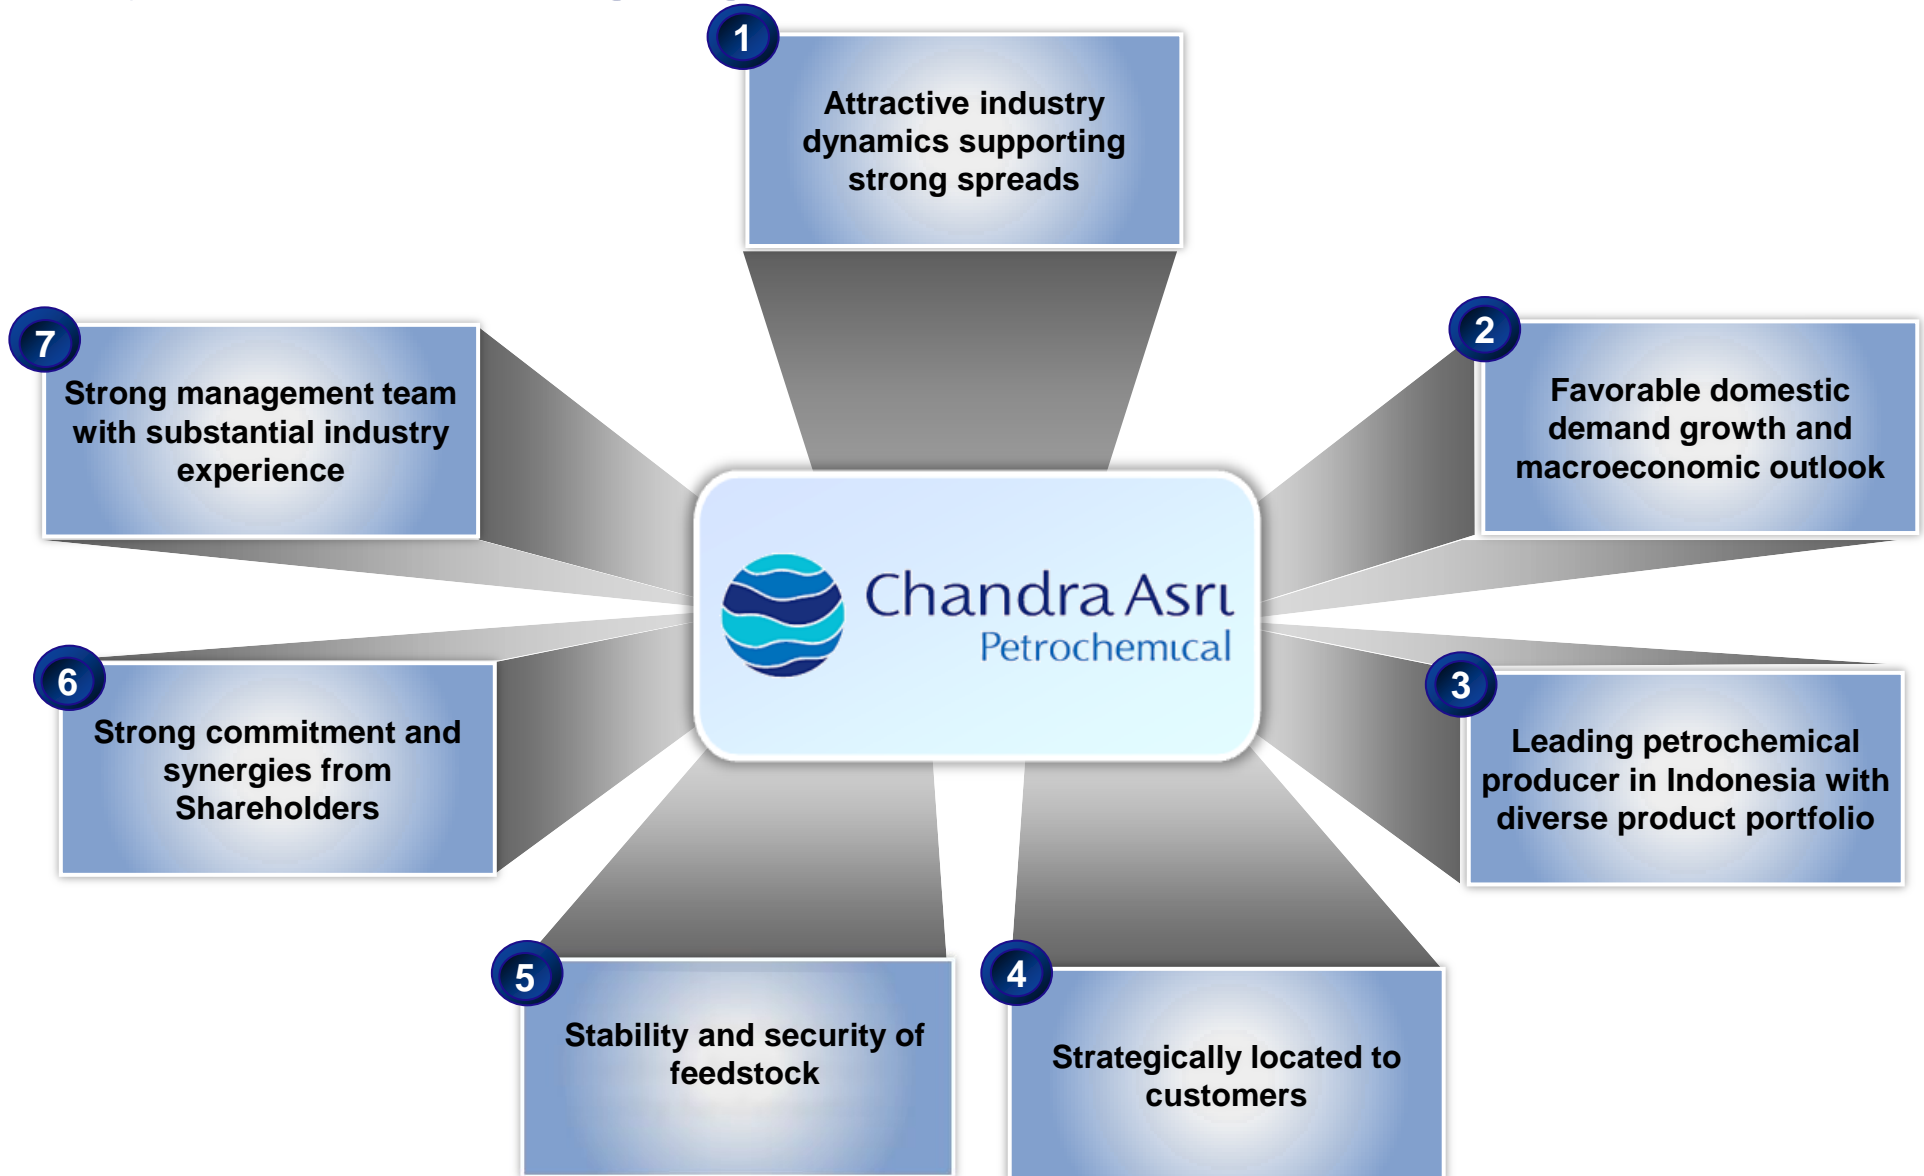 1
Attractive industry
dynamics supporting
strong spreads
2
Favorable domestic
demand growth and
macroeconomic outlook
3
Leading petrochemical
producer in Indonesia with
diverse product portfolio
4
Strategically located to
customers
5
Stability and security of
feedstock
6
Strong commitment and
synergies from
Shareholders
7
Strong management team
with substantial industry
experience
Chandra Asri
Petrochemical